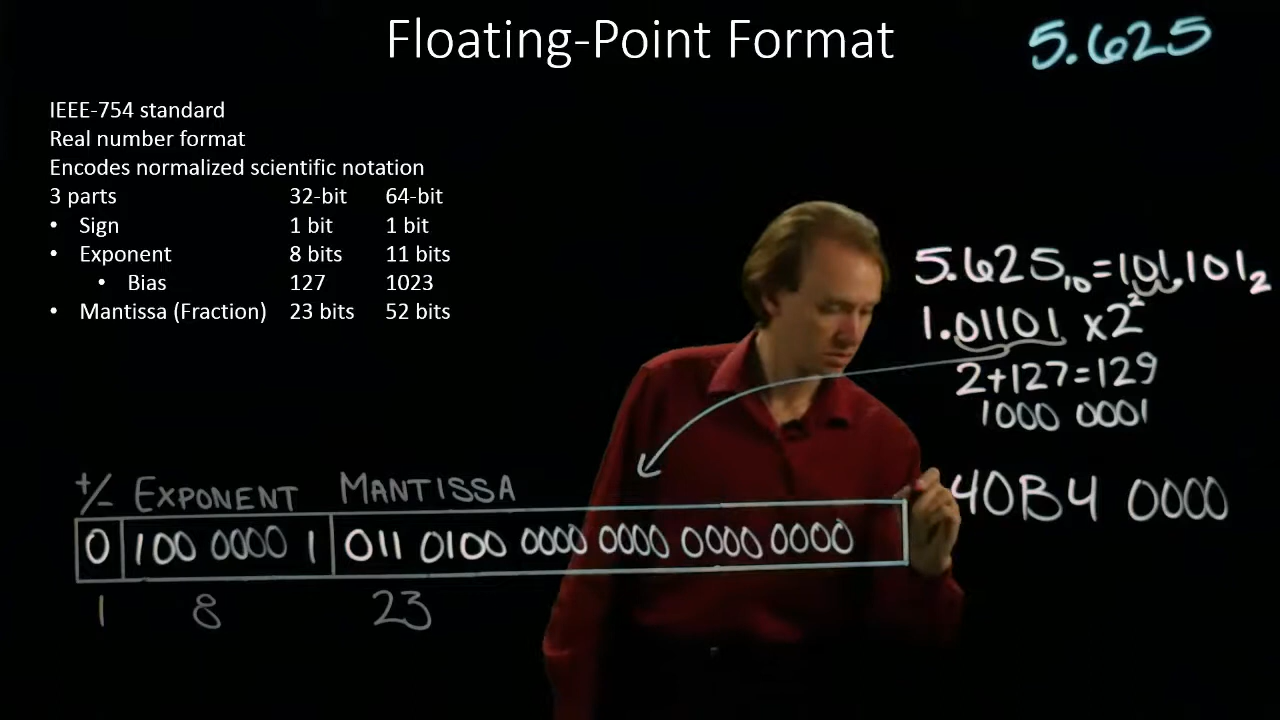 Floating-Point Format
5.625
IEEE-754 standard
Real number format
Encodes normalized scientific notation
3 parts 32-bit 64-bit
• Sign 1 bit 1 bit
• Exponent 8 bits 11 bits
• Bias 127 1023
• Mantissa (Fraction) 23 bits 52 bits
5.625₁₀=101.101₂
1.01101 x2²
2+127=129
1000 0001
40B4 0000
+/- EXPONENT MANTISSA
0 100 0000 1 011 0100 0000 0000 0000 0000
1 8 23